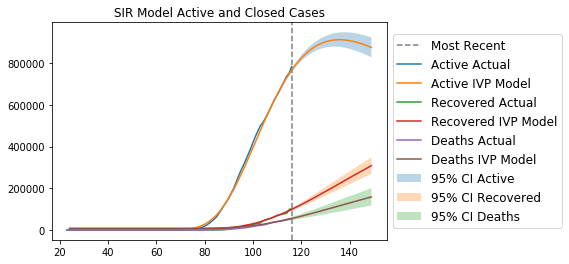 SIR Model Active and Closed Cases
800000
600000
400000
200000
0
20 40 60 80 100 120 140
Most Recent
Active Actual
Active IVP Model
Recovered Actual
Recovered IVP Model
Deaths Actual
Deaths IVP Model
95% CI Active
95% CI Recovered
95% CI Deaths